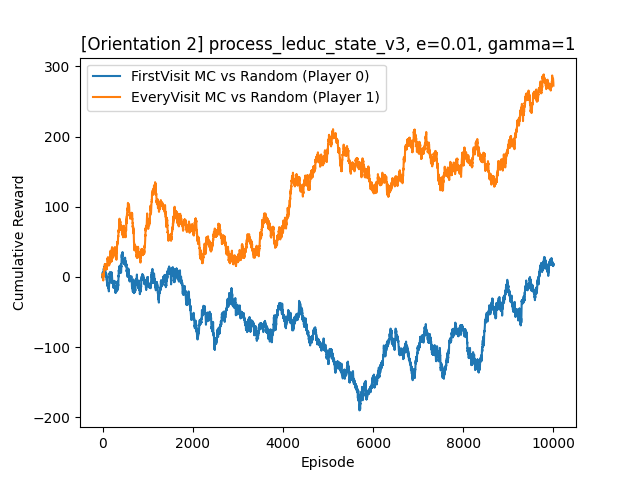 [Orientation 2] process_leduc_state_v3, e=0.01, gamma=1
FirstVisit MC vs Random (Player 0)
EveryVisit MC vs Random (Player 1)
300
200
100
0
−100
−200
Cumulative Reward
0 2000 4000 6000 8000 10000
Episode